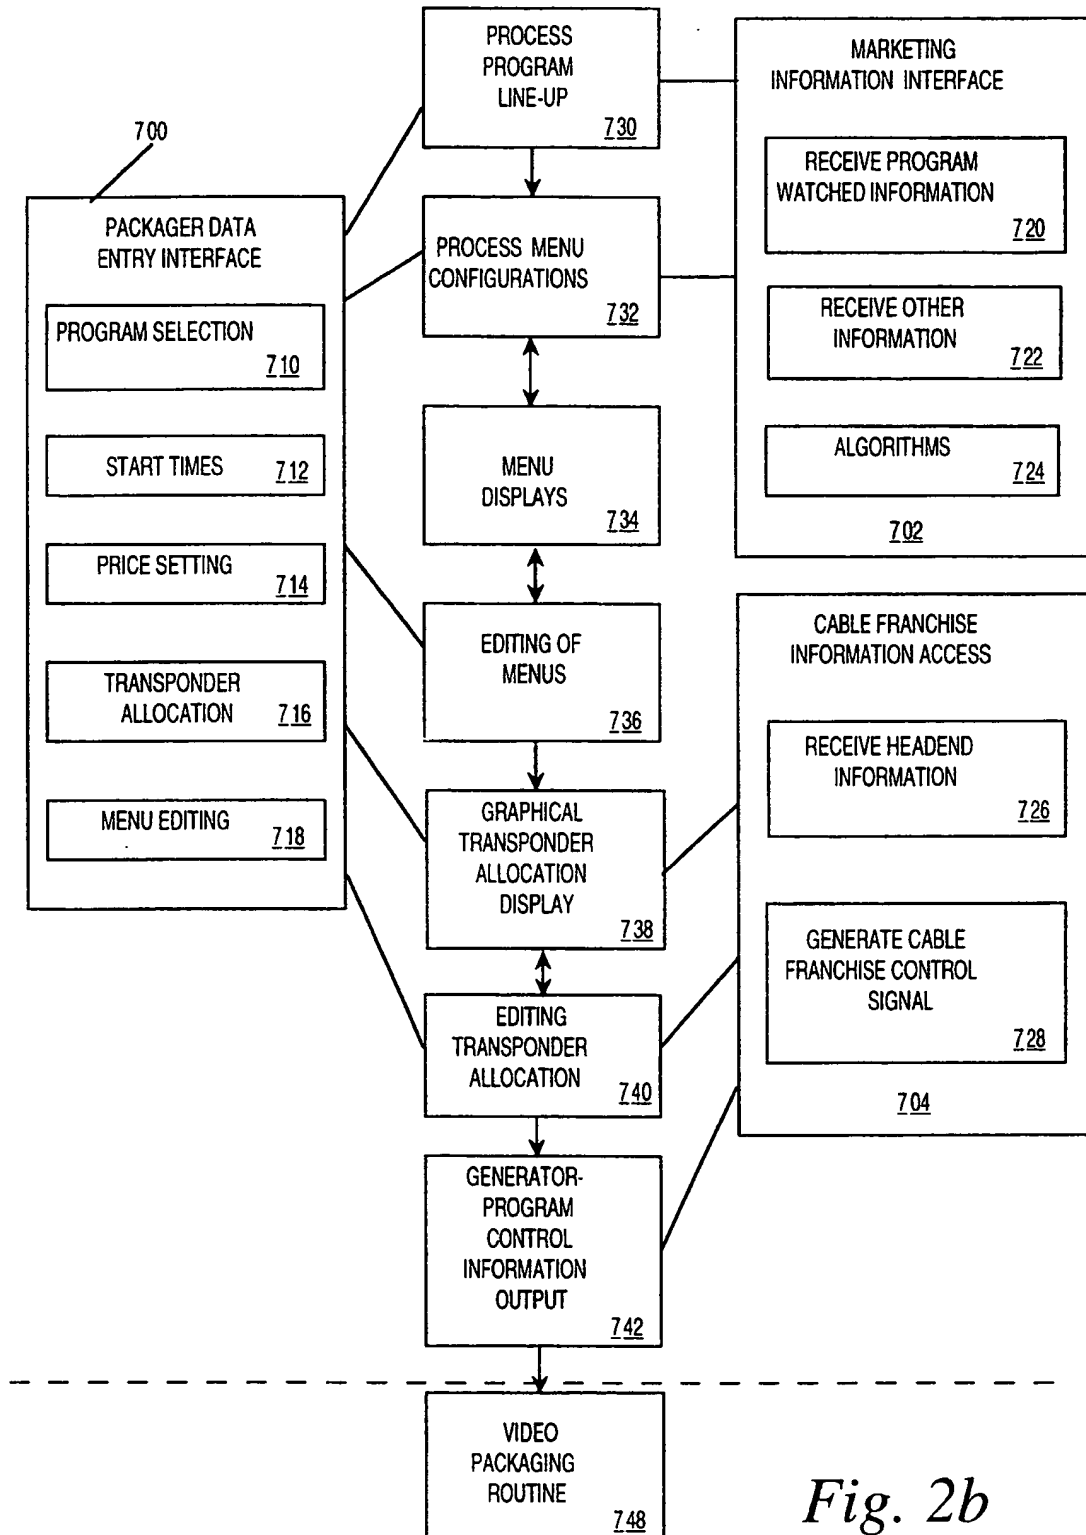 700
PACKAGER DATA
ENTRY INTERFACE
PROGRAM SELECTION
710
START TIMES
712
PRICE SETTING
714
TRANSPONDER
ALLOCATION
716
MENU EDITING
718
PROCESS
PROGRAM
LINE-UP
730
PROCESS MENU
CONFIGURATIONS
732
MENU
DISPLAYS
734
EDITING OF
MENUS
736
GRAPHICAL
TRANSPONDER
ALLOCATION
DISPLAY
738
EDITING
TRANSPONDER
ALLOCATION
740
GENERATOR-
PROGRAM
CONTROL
INFORMATION
OUTPUT
742
VIDEO
PACKAGING
ROUTINE
748
MARKETING
INFORMATION INTERFACE
RECEIVE PROGRAM
WATCHED INFORMATION
720
RECEIVE OTHER
INFORMATION
722
ALGORITHMS
724
702
CABLE FRANCHISE
INFORMATION ACCESS
RECEIVE HEADEND
INFORMATION
726
GENERATE CABLE
FRANCHISE CONTROL
SIGNAL
728
704
Fig. 2b